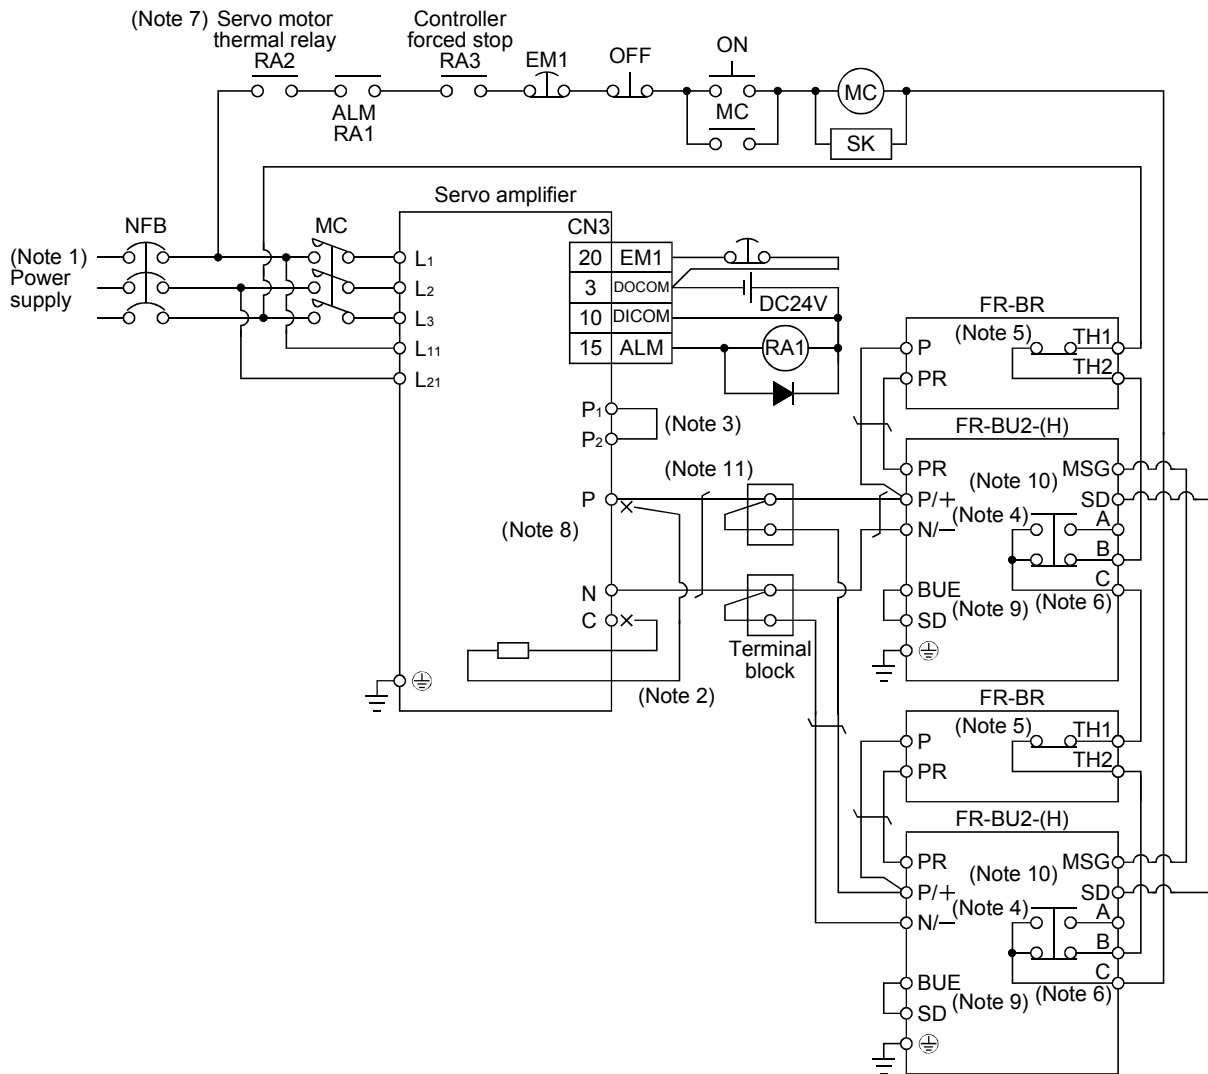 (Note 7) Servo motor
thermal relay
RA2
Controller
forced stop
RA3
EM1
OFF
ON
ALM
RA1
MC
MC
SK
Servo amplifier
NFB
MC
CN3
(Note 1)
Power
supply
L1
L2
L3
L11
L21
20 EM1
3 DOCOM
10 DICOM
15 ALM
DC24V
RA1
P1
P2
(Note 3)
P
(Note 8)
N
C
(Note 2)
(Note 11)
Terminal
block
FR-BR
P
(Note 5)
TH1
PR
TH2
FR-BU2-(H)
PR
MSG
(Note 10)
P/+
SD
(Note 4)
A
N/−
B
C
BUE
(Note 9)
(Note 6)
SD
FR-BR
P
(Note 5)
TH1
PR
TH2
FR-BU2-(H)
PR
MSG
(Note 10)
P/+
SD
(Note 4)
A
N/−
B
C
BUE
(Note 9)
(Note 6)
SD